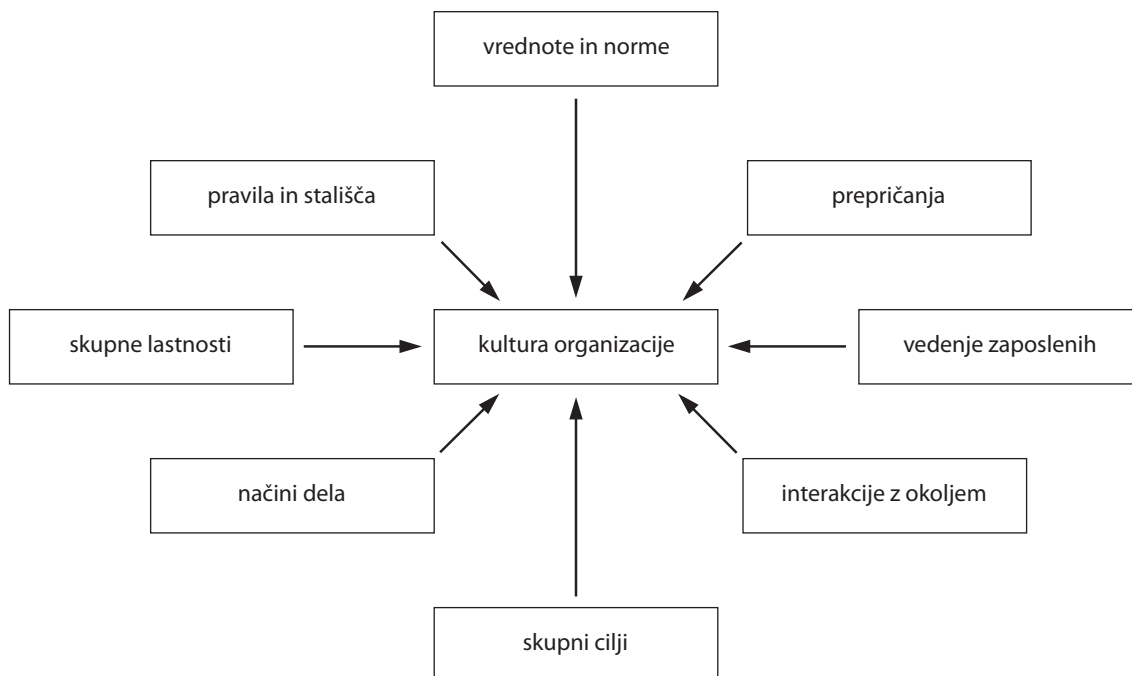 vrednote in norme
pravila in stališča
prepričanja
skupne lastnosti
kultura organizacije
vedenje zaposlenih
načini dela
interakcije z okoljem
skupni cilji